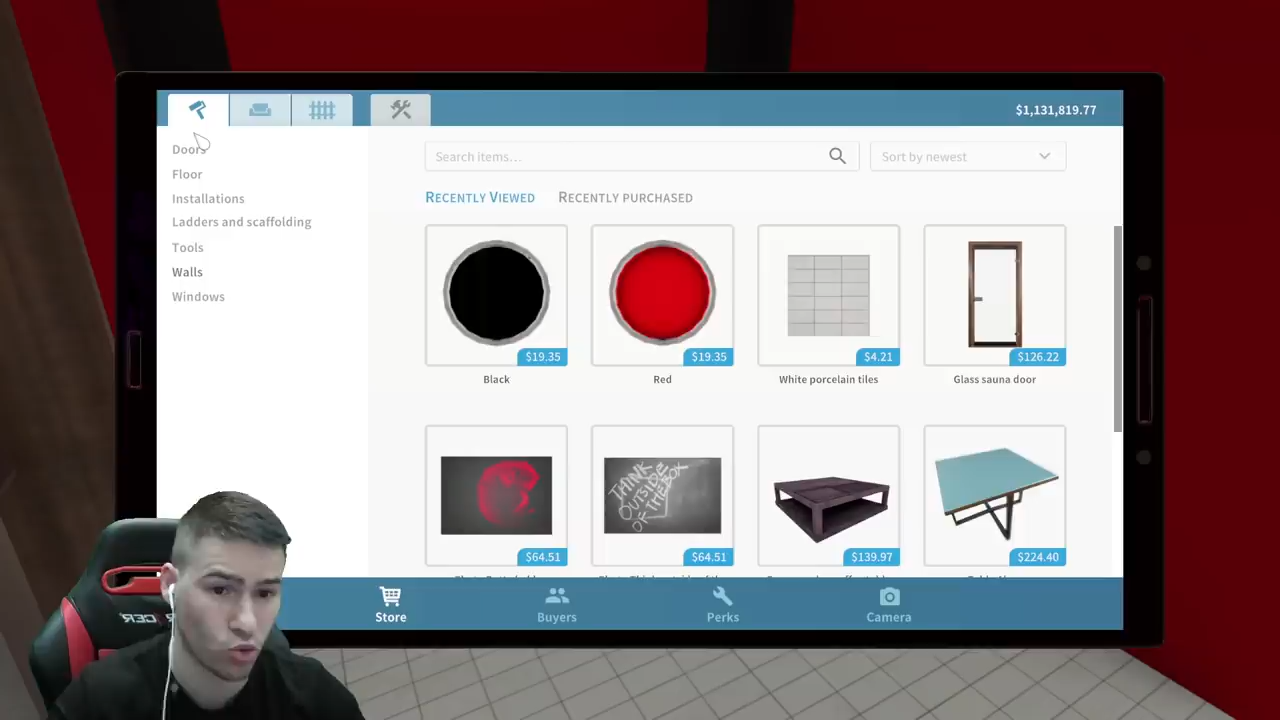 $1,131,819.77
Doors
Floor
Installations
Ladders and scaffolding
Tools
Walls
Windows
Search items...
Sort by newest
RECENTLY VIEWED
RECENTLY PURCHASED
$19.35
$19.35
$4.21
$126.22
Black
Red
White porcelain tiles
Glass sauna door
THINK
OUTSIDE
OF THE BOX
$64.51
$64.51
$139.97
$224.40
Store
Buyers
Perks
Camera